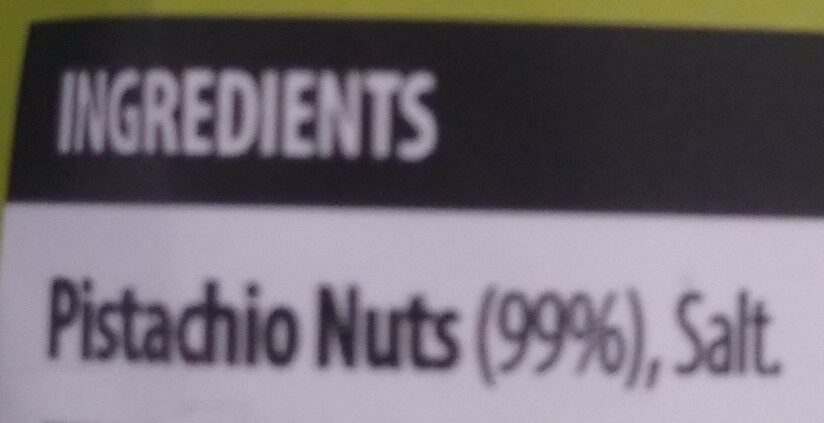 INGREDIENTS
Pistachio Nuts (99%), Salt.